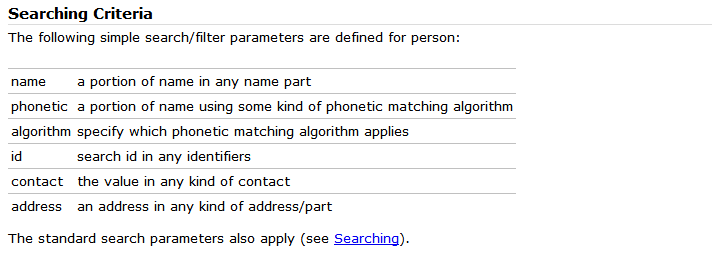 Searching Criteria
The following simple search/filter parameters are defined for person:
name a portion of name in any name part
phonetic a portion of name using some kind of phonetic matching algorithm
algorithm specify which phonetic matching algorithm applies
id search id in any identifiers
contact the value in any kind of contact
address an address in any kind of address/part
The standard search parameters also apply (see Searching).